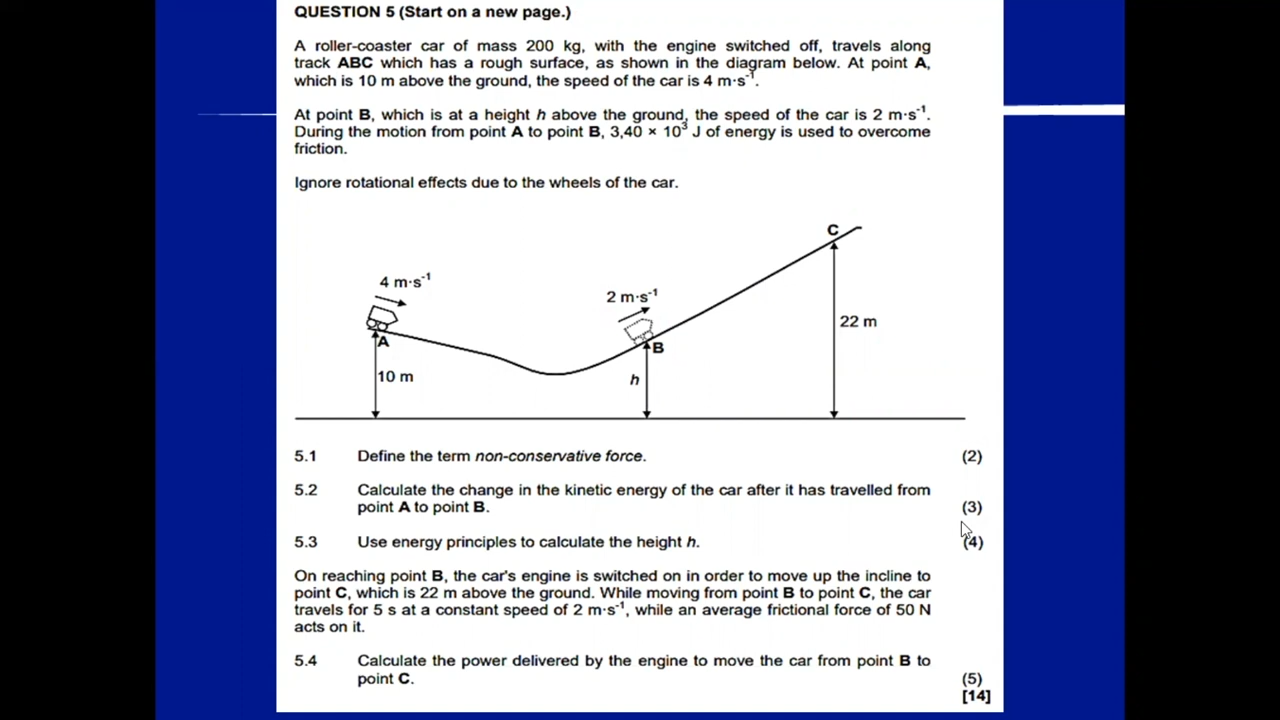 QUESTION 5 (Start on a new page.)
A roller-coaster car of mass 200 kg, with the engine switched off, travels along
track ABC which has a rough surface, as shown in the diagram below. At point A,
which is 10 m above the ground, the speed of the car is 4 m·s⁻¹.
At point B, which is at a height h above the ground, the speed of the car is 2 m·s⁻¹.
During the motion from point A to point B, 3,40 × 10³ J of energy is used to overcome
friction.
Ignore rotational effects due to the wheels of the car.
C
4 m·s⁻¹
2 m·s⁻¹
22 m
A
B
10 m
h
5.1 Define the term non-conservative force. (2)
5.2 Calculate the change in the kinetic energy of the car after it has travelled from
point A to point B. (3)
5.3 Use energy principles to calculate the height h. (4)
On reaching point B, the car's engine is switched on in order to move up the incline to
point C, which is 22 m above the ground. While moving from point B to point C, the car
travels for 5 s at a constant speed of 2 m·s⁻¹, while an average frictional force of 50 N
acts on it.
5.4 Calculate the power delivered by the engine to move the car from point B to
point C. (5)
[14]